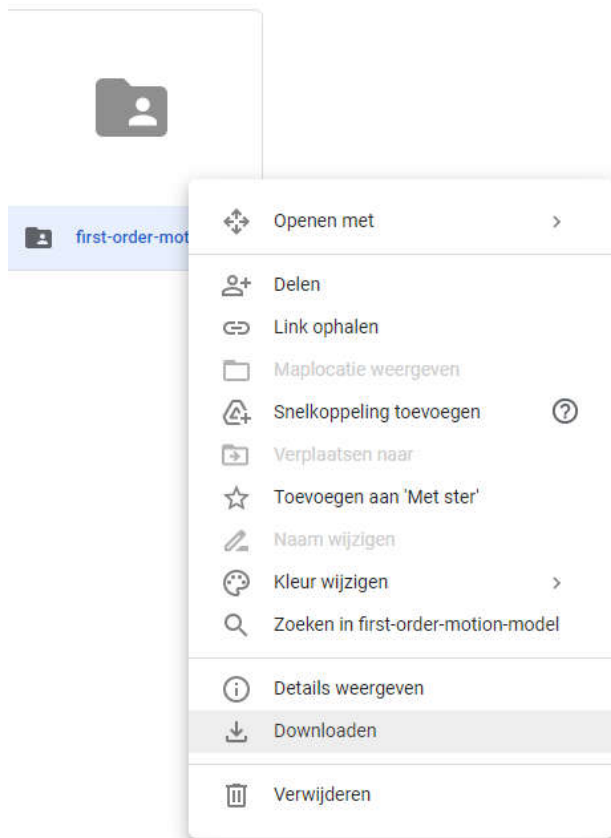 first-order-mot
Openen met
Delen
Link ophalen
Maplocatie weergeven
Snelkoppeling toevoegen
Verplaatsen naar
Toevoegen aan 'Met ster'
Naam wijzigen
Kleur wijzigen
Zoeken in first-order-motion-model
Details weergeven
Downloaden
Verwijderen